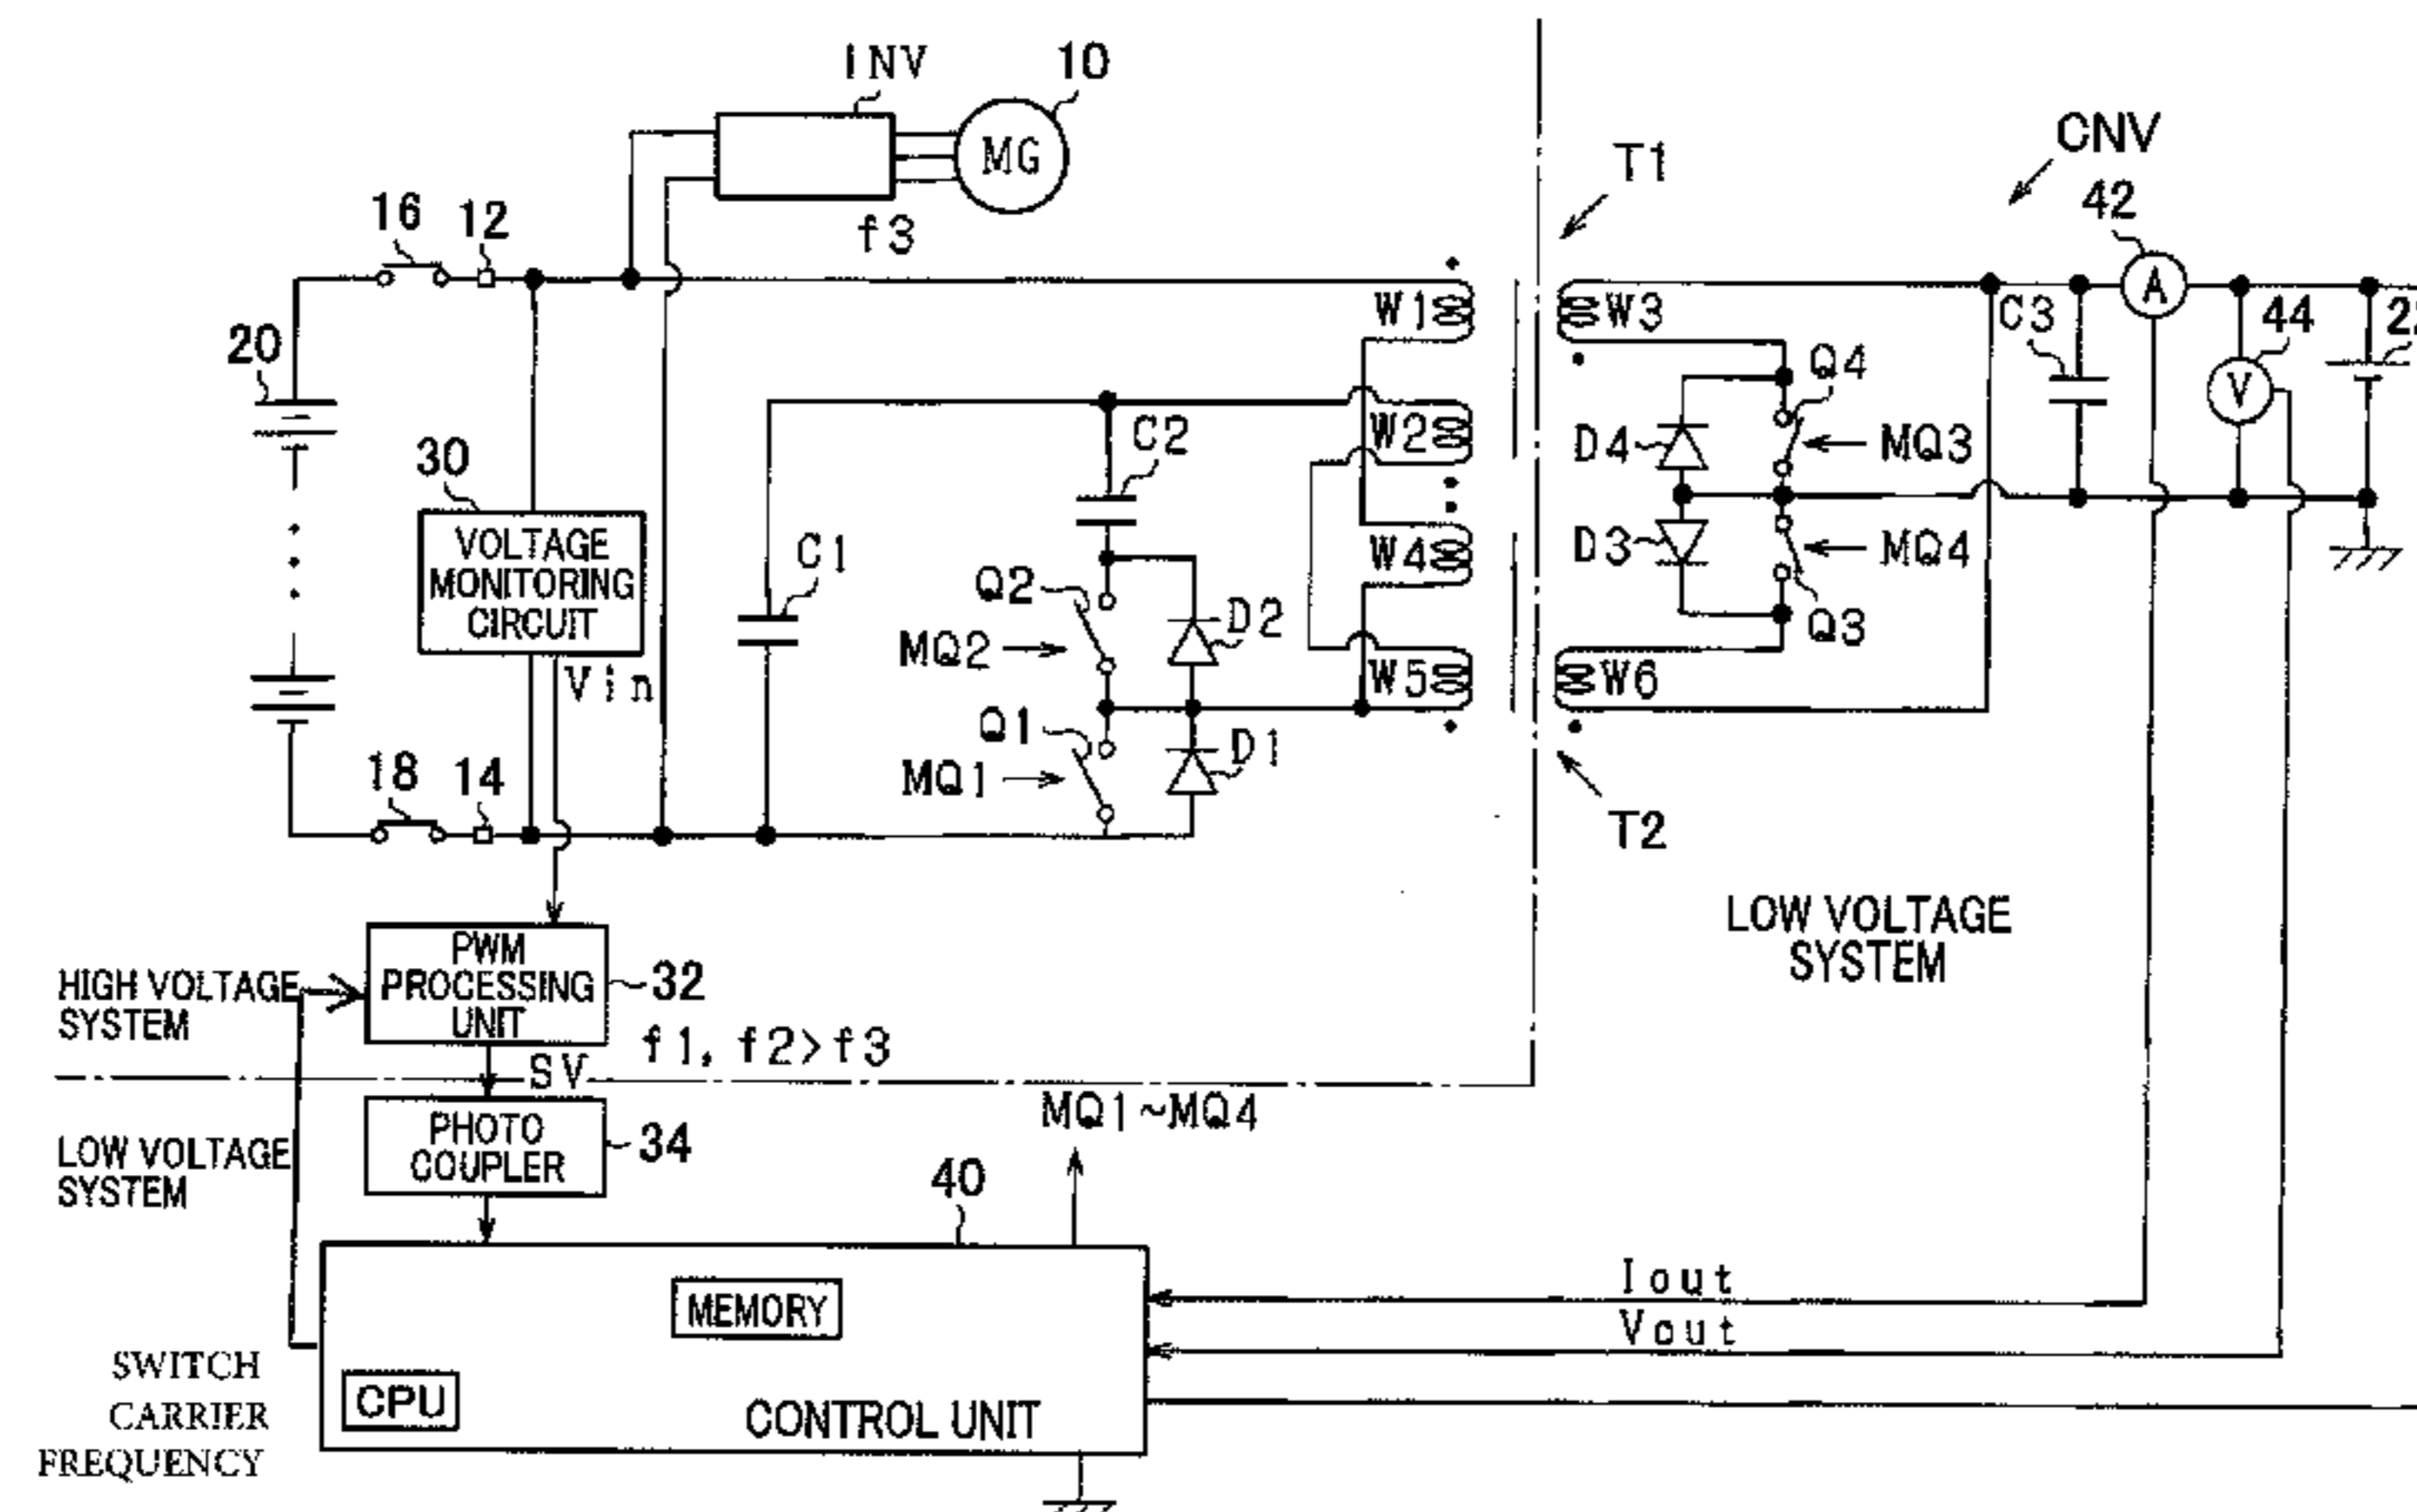 INV
10
MG
f3
T1
CNV
42
16
12
A
W1
W3
C3
44
20
Q4
V
W2
C2
D4
MQ3
30
VOLTAGE
MONITORING
CIRCUIT
C1
W4
D3
MQ4
Q2
D2
Q3
MQ2
W5
W6
Vin
Q1
D1
MQ1
18
14
T2
LOW VOLTAGE
SYSTEM
PWM
PROCESSING
UNIT
32
HIGH VOLTAGE
SYSTEM
f1, f2>f3
SV
MQ1~MQ4
PHOTO
COUPLER
34
LOW VOLTAGE
SYSTEM
40
MEMORY
Iout
Vout
SWITCH
CARRIER
FREQUENCY
CPU
CONTROL UNIT